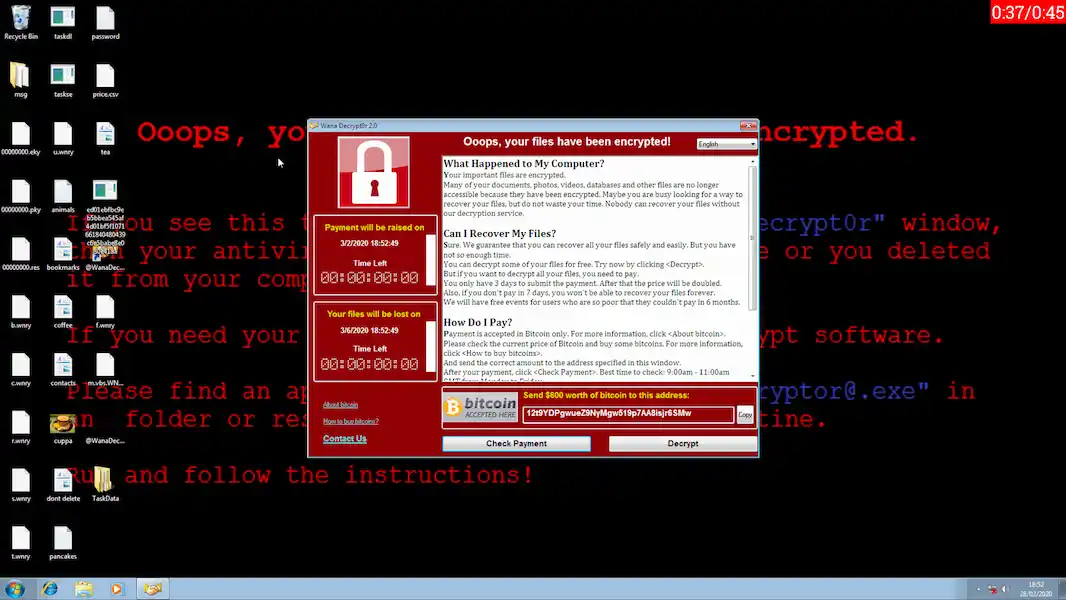 0:37/0:45
Recycle Bin
taskdl
password
msg
taskse
price.csv
00000000.eky
u.wnry
tea
00000000.pky
animals
ed01ebfbc9e
b5bbea545af
4d01bf5f1071
661840480439
c6e5babe8e0
00000000.res
bookmarks
@WanaDec...
b.wnry
coffee
f.wnry
c.wnry
contacts
m.vbs.WN...
r.wnry
cuppa
@WanaDec...
s.wnry
dont delete
TaskData
t.wnry
pancakes
Ooops, yo
ncrypted.
If you see this t
ecrypt0r" window,
your antivi
e or you deleted
it from your comp
If you need your
ypt software.
Please find an ap
cryptor@.exe" in
an folder or res
tine.
and follow the instructions!
Wana Decrypt0r 2.0
Ooops, your files have been encrypted!
English
Payment will be raised on
3/2/2020 18:52:49
Time Left
00:00:00:00
Your files will be lost on
3/6/2020 18:52:49
Time Left
00:00:00:00
About bitcoin
How to buy bitcoins?
Contact Us
What Happened to My Computer?
Your important files are encrypted.
Many of your documents, photos, videos, databases and other files are no longer
accessible because they have been encrypted. Maybe you are busy looking for a way to
recover your files, but do not waste your time. Nobody can recover your files without
our decryption service.
Can I Recover My Files?
Sure. We guarantee that you can recover all your files safely and easily. But you have
not so enough time.
You can decrypt some of your files for free. Try now by clicking <Decrypt>.
But if you want to decrypt all your files, you need to pay.
You only have 3 days to submit the payment. After that the price will be doubled.
Also, if you don't pay in 7 days, you won't be able to recover your files forever.
We will have free events for users who are so poor that they couldn't pay in 6 months.
How Do I Pay?
Payment is accepted in Bitcoin only. For more information, click <About bitcoin>.
Please check the current price of Bitcoin and buy some bitcoins. For more information,
click <How to buy bitcoins>.
And send the correct amount to the address specified in this window.
After your payment, click <Check Payment>. Best time to check: 9:00am - 11:00am
GMT from Monday to Friday.
bitcoin
ACCEPTED HERE
Send $600 worth of bitcoin to this address:
12t9YDPgwueZ9NyMgw519p7AA8isjr6SMw
Copy
Check Payment
Decrypt
18:52
28/02/2020